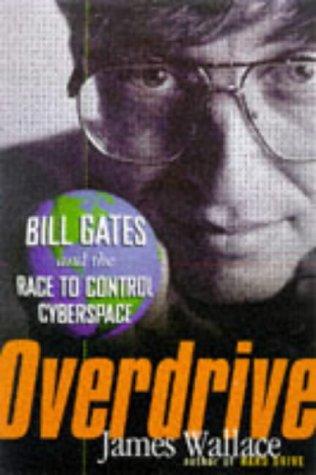 BILL GATES
and the
RACE TO CONTROL
CYBERSPACE
Overdrive
James Wallace
author of HARD DRIVE